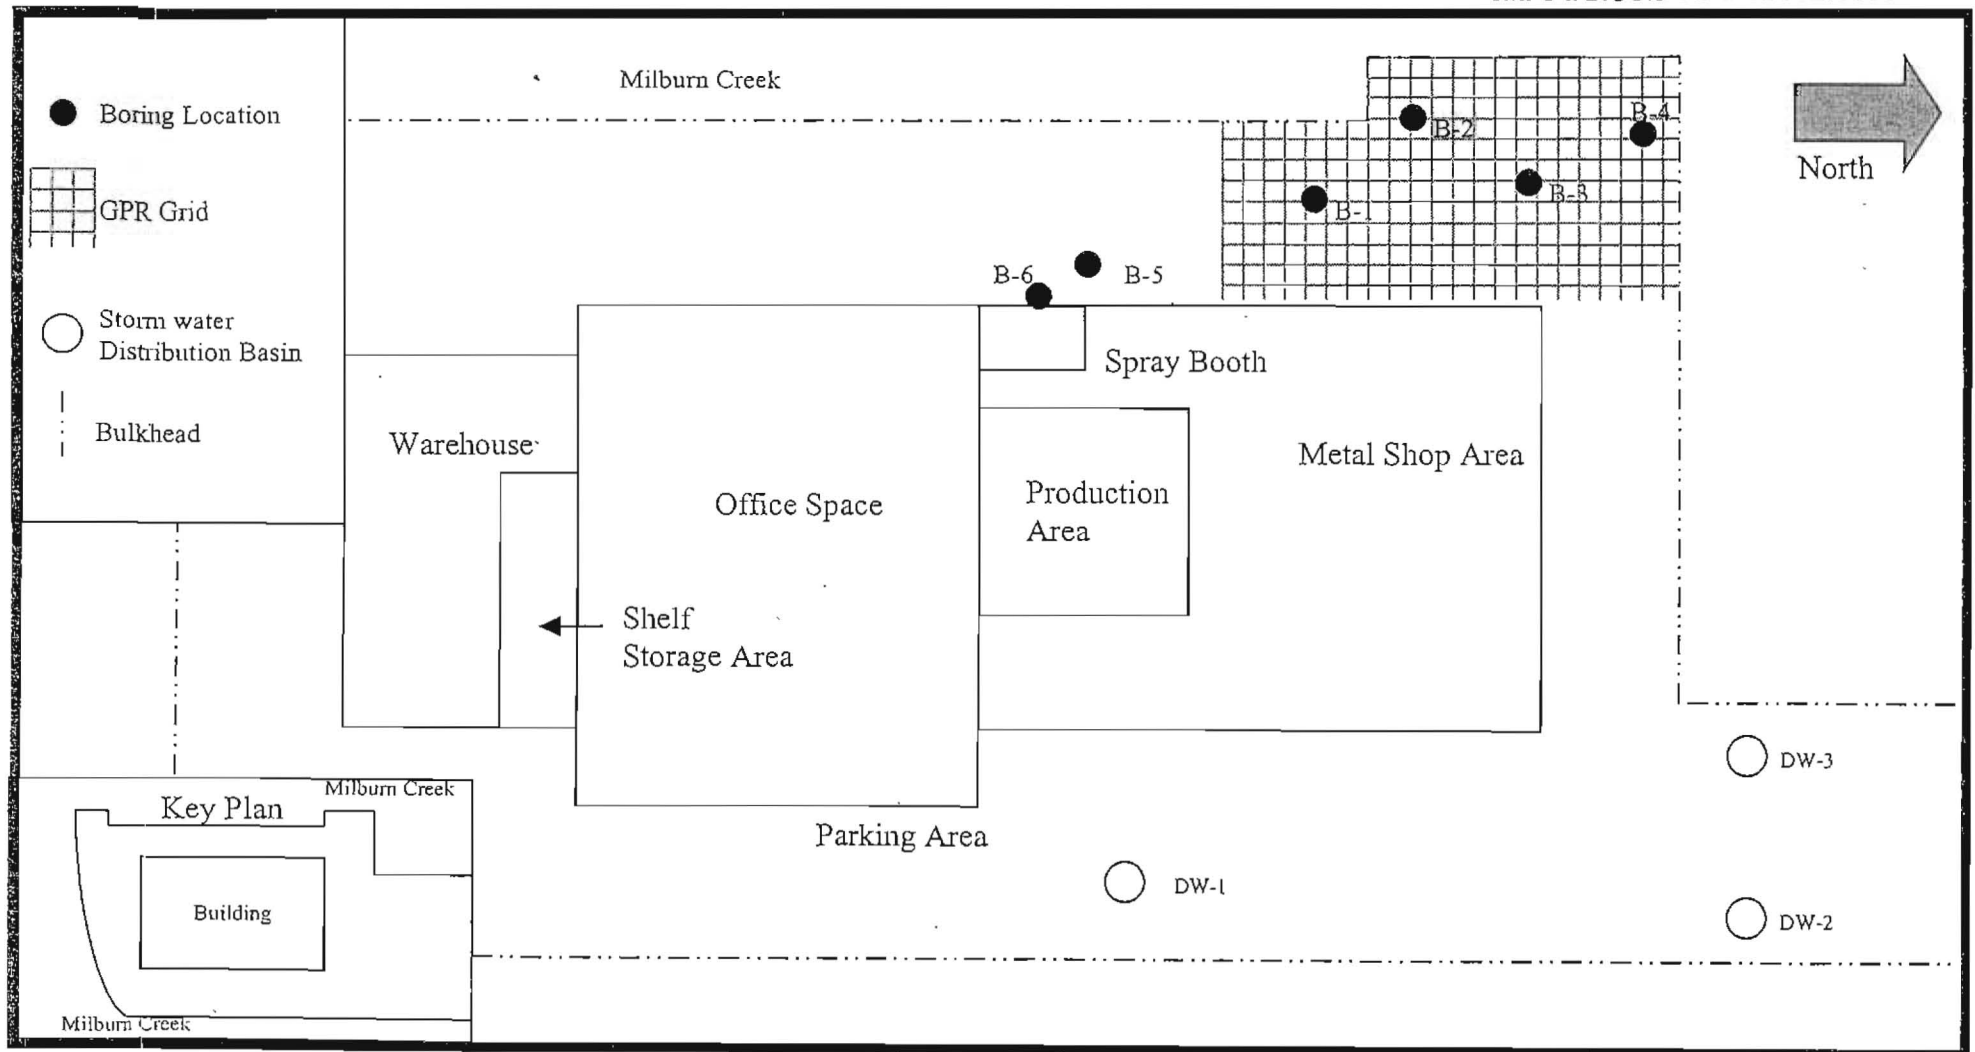 Milburn Creek
Boring Location
GPR Grid
Storm water
Distribution Basin
Bulkhead
B-2
B-4
B-1
B-3
North
B-6
B-5
Spray Booth
Warehouse
Metal Shop Area
Office Space
Production
Area
Shelf
Storage Area
Parking Area
DW-3
DW-1
DW-2
Milburn Creek
Key Plan
Building
Milburn Creek